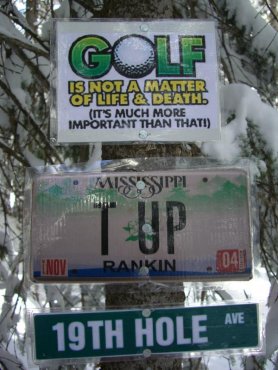 GOLF
IS NOT A MATTER
OF LIFE & DEATH.
(IT'S MUCH MORE
IMPORTANT THAN THAT!)
MISSISSIPPI
T UP
NOV
04
RANKIN
19TH HOLE AVE